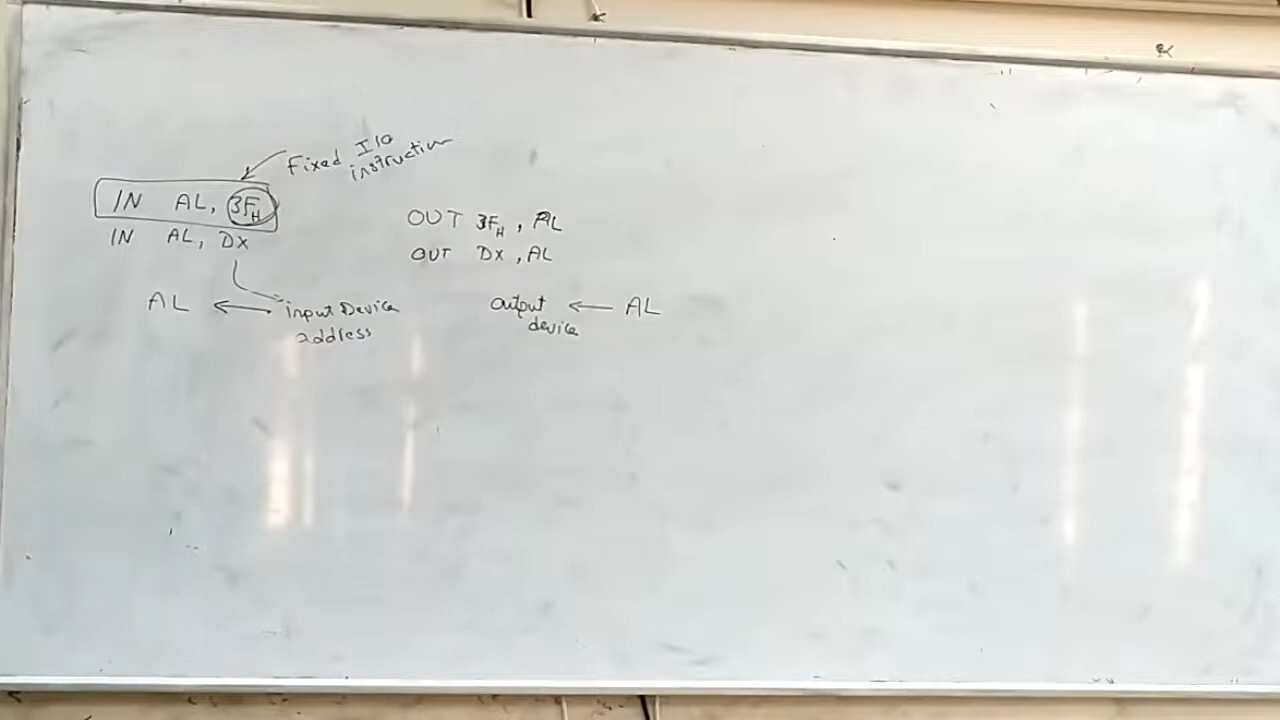 Fixed I/O
instruction
IN AL, 3FH
IN AL, DX
OUT 3FH, AL
OUT DX, AL
AL ← input Device
address
output ← AL
device